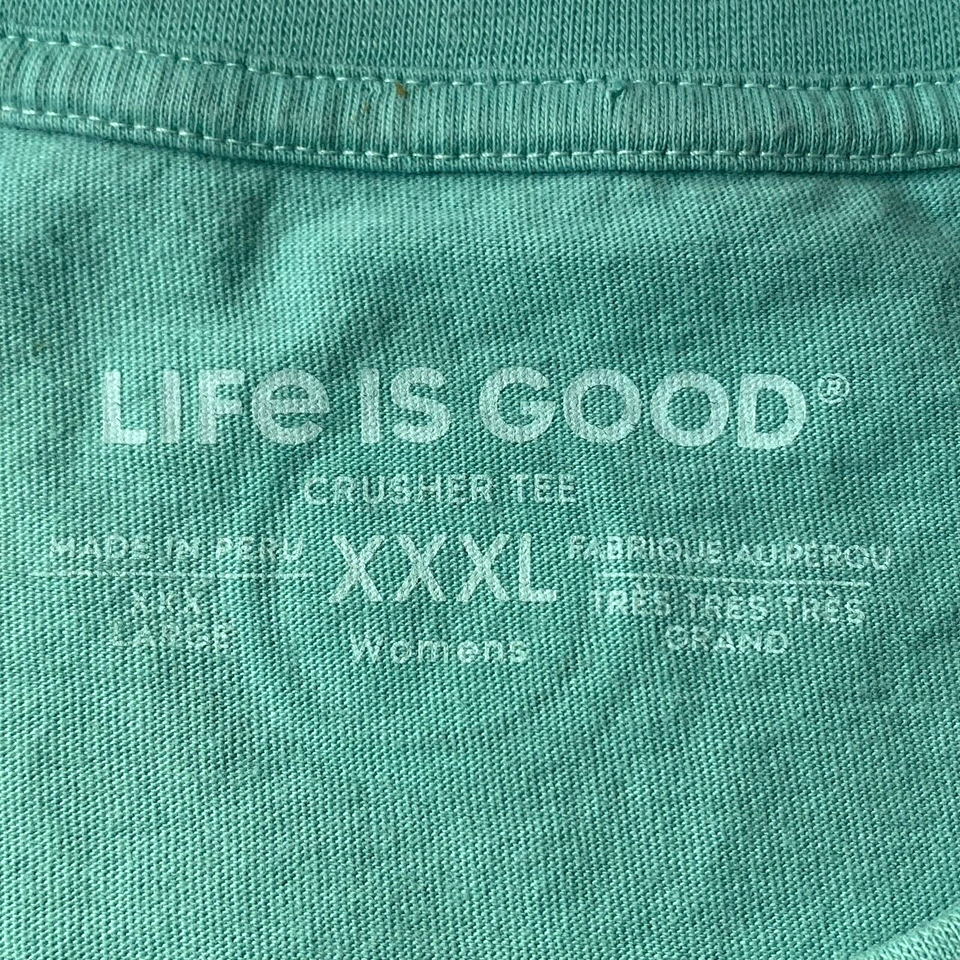 LIFe IS GOOD®
CRUSHER TEE
MADE IN PERU
XXX
LARGE
XXXL
Womens
FABRIQUE AU PEROU
TRÈS TRÈS TRÈS
GRAND